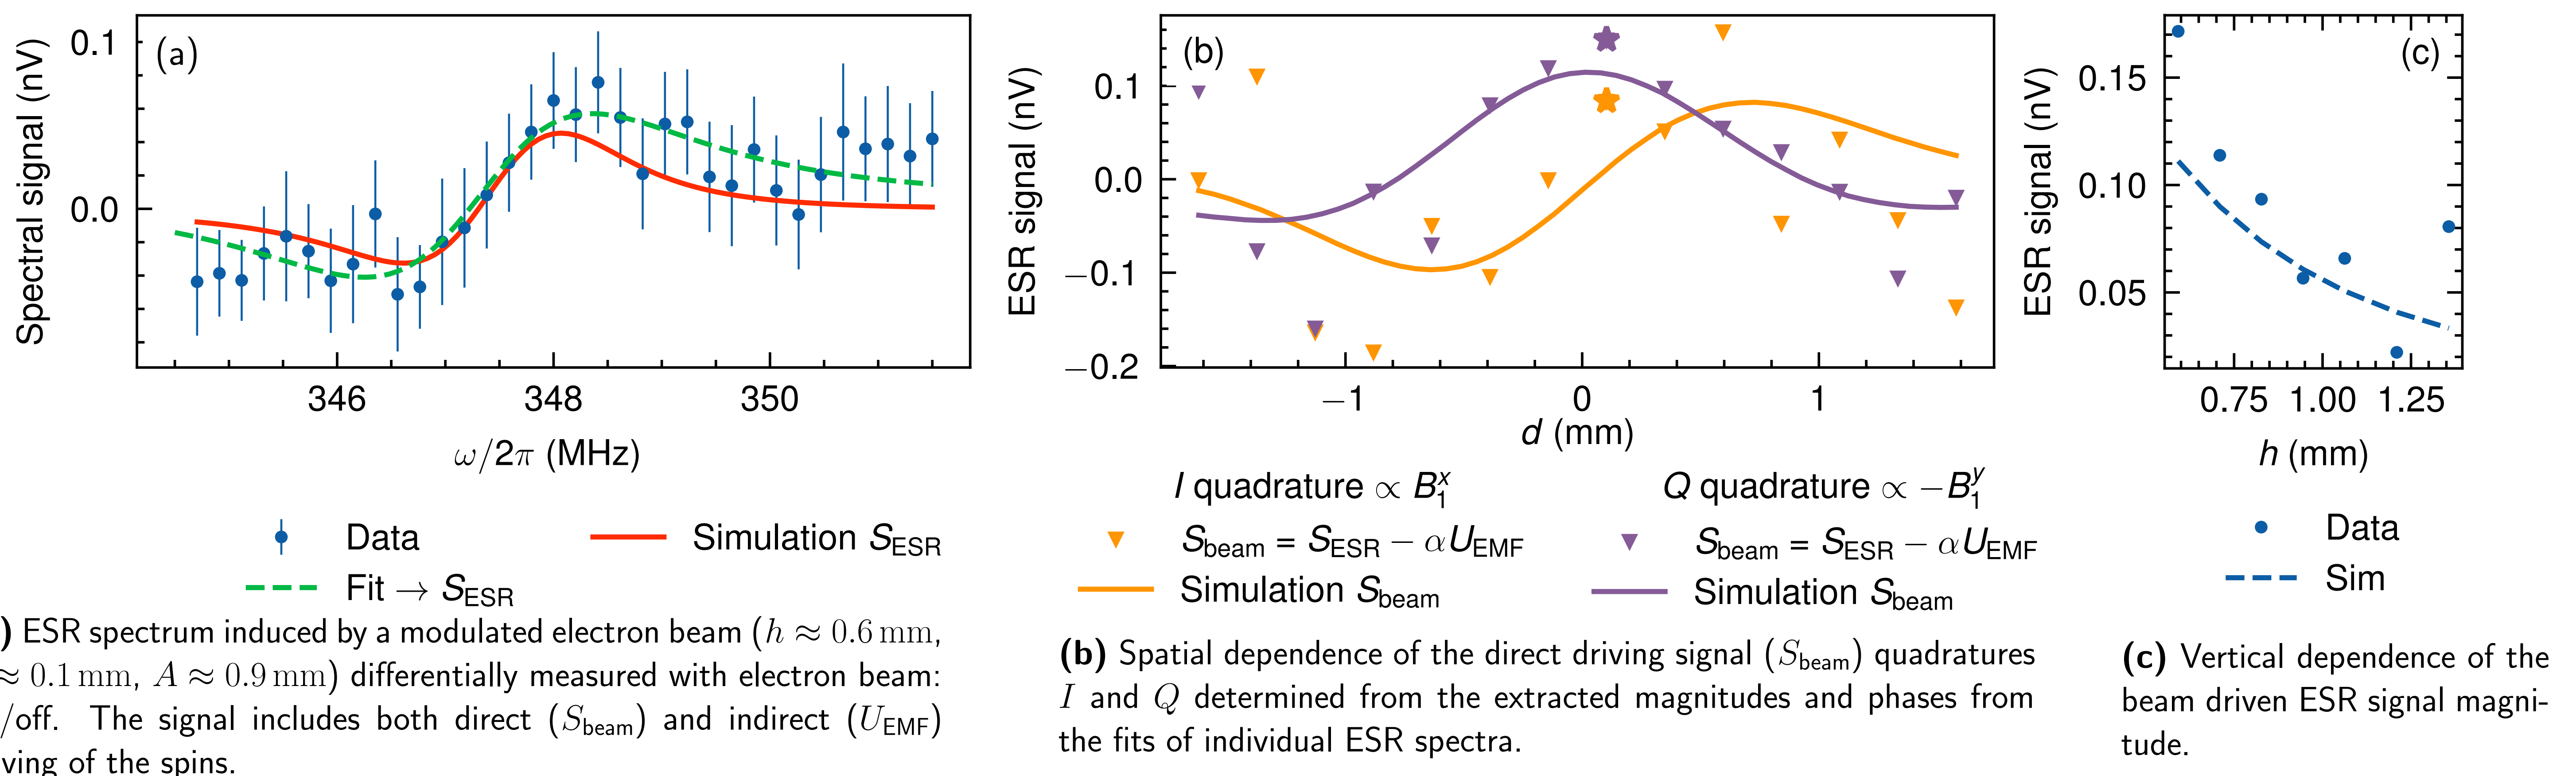 (a)
Spectral signal (nV)
0.1
0.0
346 348 350
ω/2π (MHz)
Data
Simulation S_ESR
Fit → S_ESR
) ESR spectrum induced by a modulated electron beam (h ≈ 0.6 mm,
≈ 0.1 mm, A ≈ 0.9 mm) differentially measured with electron beam:
/off. The signal includes both direct (S_beam) and indirect (U_EMF)
ving of the spins.
(b)
ESR signal (nV)
0.1
0.0
−0.1
−0.2
−1 0 1
d (mm)
I quadrature ∝ B_1^x
S_beam = S_ESR − αU_EMF
Simulation S_beam
Q quadrature ∝ −B_1^y
S_beam = S_ESR − αU_EMF
Simulation S_beam
(b) Spatial dependence of the direct driving signal (S_beam) quadratures
I and Q determined from the extracted magnitudes and phases from
the fits of individual ESR spectra.
(c)
ESR signal (nV)
0.15
0.10
0.05
0.75 1.00 1.25
h (mm)
Data
Sim
(c) Vertical dependence of the
beam driven ESR signal magni-
tude.